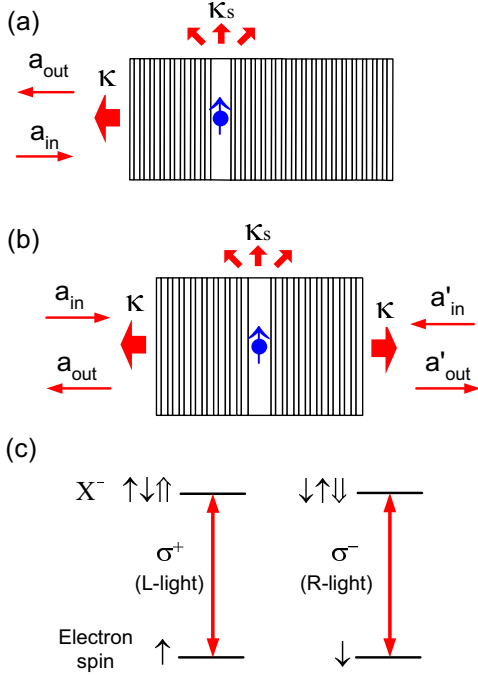 (a)
κs
aout
κ
ain
(b)
κs
ain
κ
κ
a'in
aout
a'out
(c)
X⁻ ↑↓⇑ ↓↑⇓
σ⁺ σ⁻
(L-light) (R-light)
Electron
spin ↑ ↓